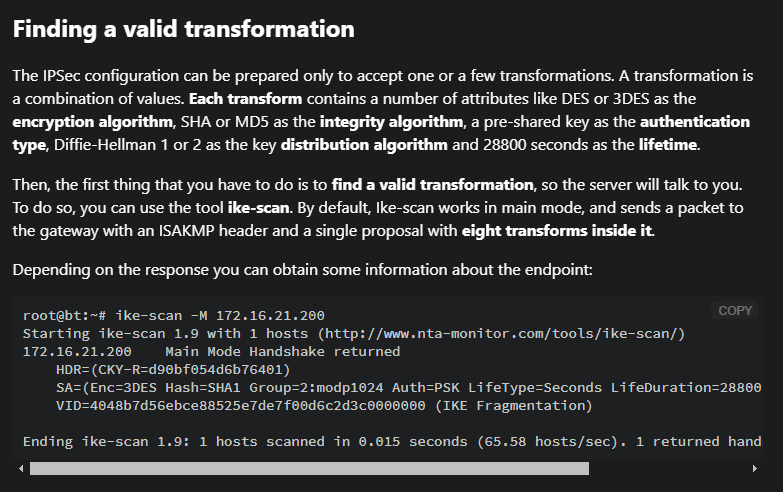 Finding a valid transformation
The IPSec configuration can be prepared only to accept one or a few transformations. A transformation is
a combination of values. Each transform contains a number of attributes like DES or 3DES as the
encryption algorithm, SHA or MD5 as the integrity algorithm, a pre-shared key as the authentication
type, Diffie-Hellman 1 or 2 as the key distribution algorithm and 28800 seconds as the lifetime.
Then, the first thing that you have to do is to find a valid transformation, so the server will talk to you.
To do so, you can use the tool ike-scan. By default, Ike-scan works in main mode, and sends a packet to
the gateway with an ISAKMP header and a single proposal with eight transforms inside it.
Depending on the response you can obtain some information about the endpoint:
COPY
root@bt:~# ike-scan -M 172.16.21.200
Starting ike-scan 1.9 with 1 hosts (http://www.nta-monitor.com/tools/ike-scan/)
172.16.21.200    Main Mode Handshake returned
    HDR=(CKY-R=d90bf054d6b76401)
    SA=(Enc=3DES Hash=SHA1 Group=2:modp1024 Auth=PSK LifeType=Seconds LifeDuration=28800
    VID=4048b7d56ebce88525e7de7f00d6c2d3c0000000 (IKE Fragmentation)
Ending ike-scan 1.9: 1 hosts scanned in 0.015 seconds (65.58 hosts/sec). 1 returned hand